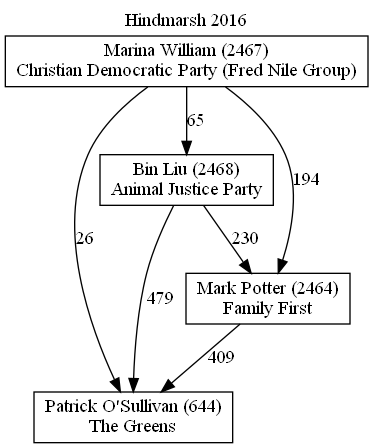 Hindmarsh 2016
Marina William (2467)
Christian Democratic Party (Fred Nile Group)
65
Bin Liu (2468)
Animal Justice Party
194
26
230
Mark Potter (2464)
Family First
479
409
Patrick O'Sullivan (644)
The Greens